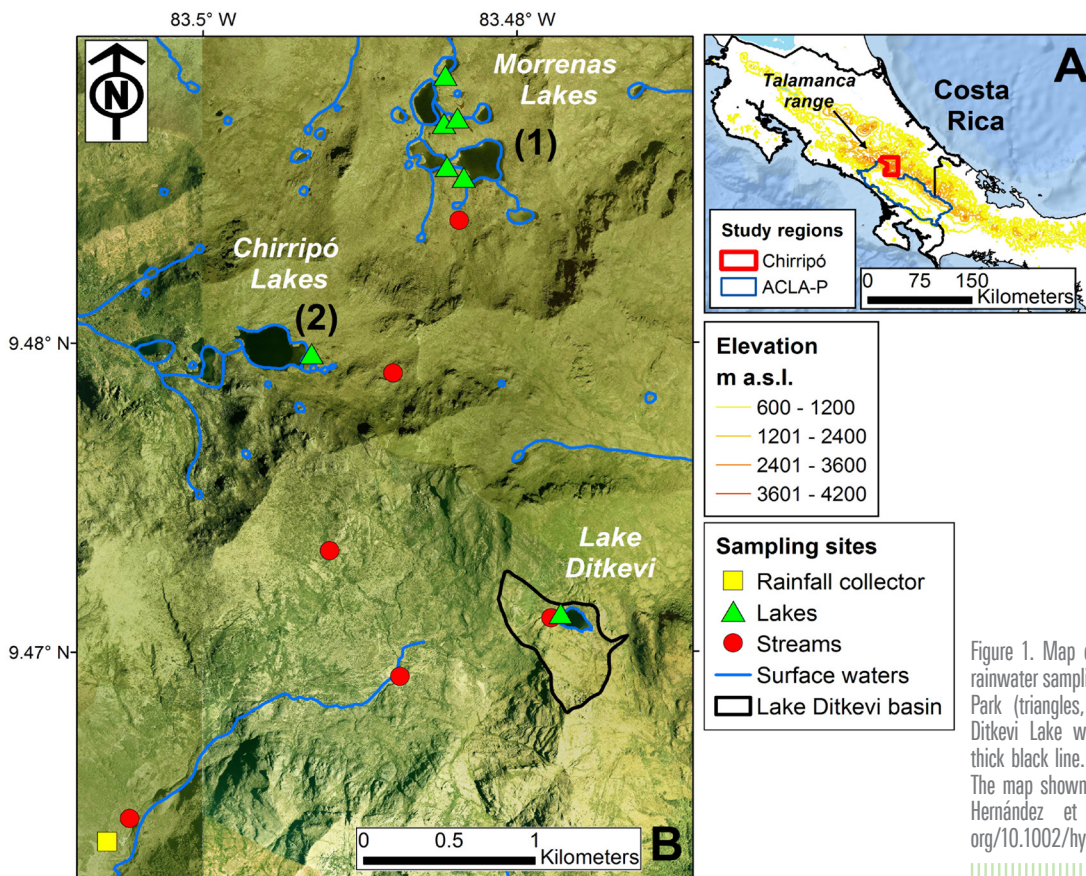 83.5° W
83.48° W
N
Morrenas
Lakes
(1)
Chirripó
Lakes
(2)
9.48° N
Lake
Ditkevi
9.47° N
0 0.5 1
Kilometers
B
A
Talamanca
range
Costa
Rica
Study regions
Chirripó
ACLA-P
0 75 150
Kilometers
Elevation
m a.s.l.
600 - 1200
1201 - 2400
2401 - 3600
3601 - 4200
Sampling sites
Rainfall collector
Lakes
Streams
Surface waters
Lake Ditkevi basin
Figure 1. Map
rainwater sampli
Park (triangles,
Ditkevi Lake w
thick black line.
The map shown
Hernández et
org/10.1002/hy